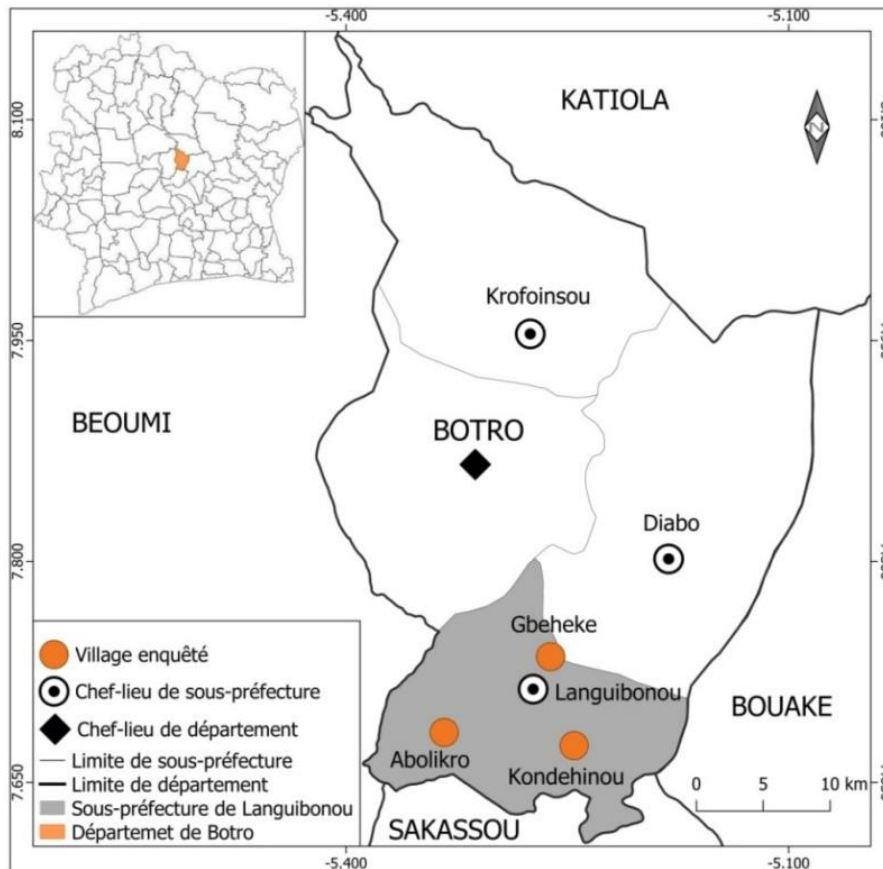 -5.400
-5.100
8.100
KATIOLA
N
Krofoinsou
7.950
BEOUMI
BOTRO
Diabo
7.800
Gbeheke
Village enquêté
Chef-lieu de sous-préfecture
Languibonou
BOUAKE
Chef-lieu de département
Limite de sous-préfecture
Abolikro
Kondehinou
0 5 10 km
Limite de département
7.650
Sous-préfecture de Languibonou
SAKASSOU
Départemet de Botro
-5.400
-5.100